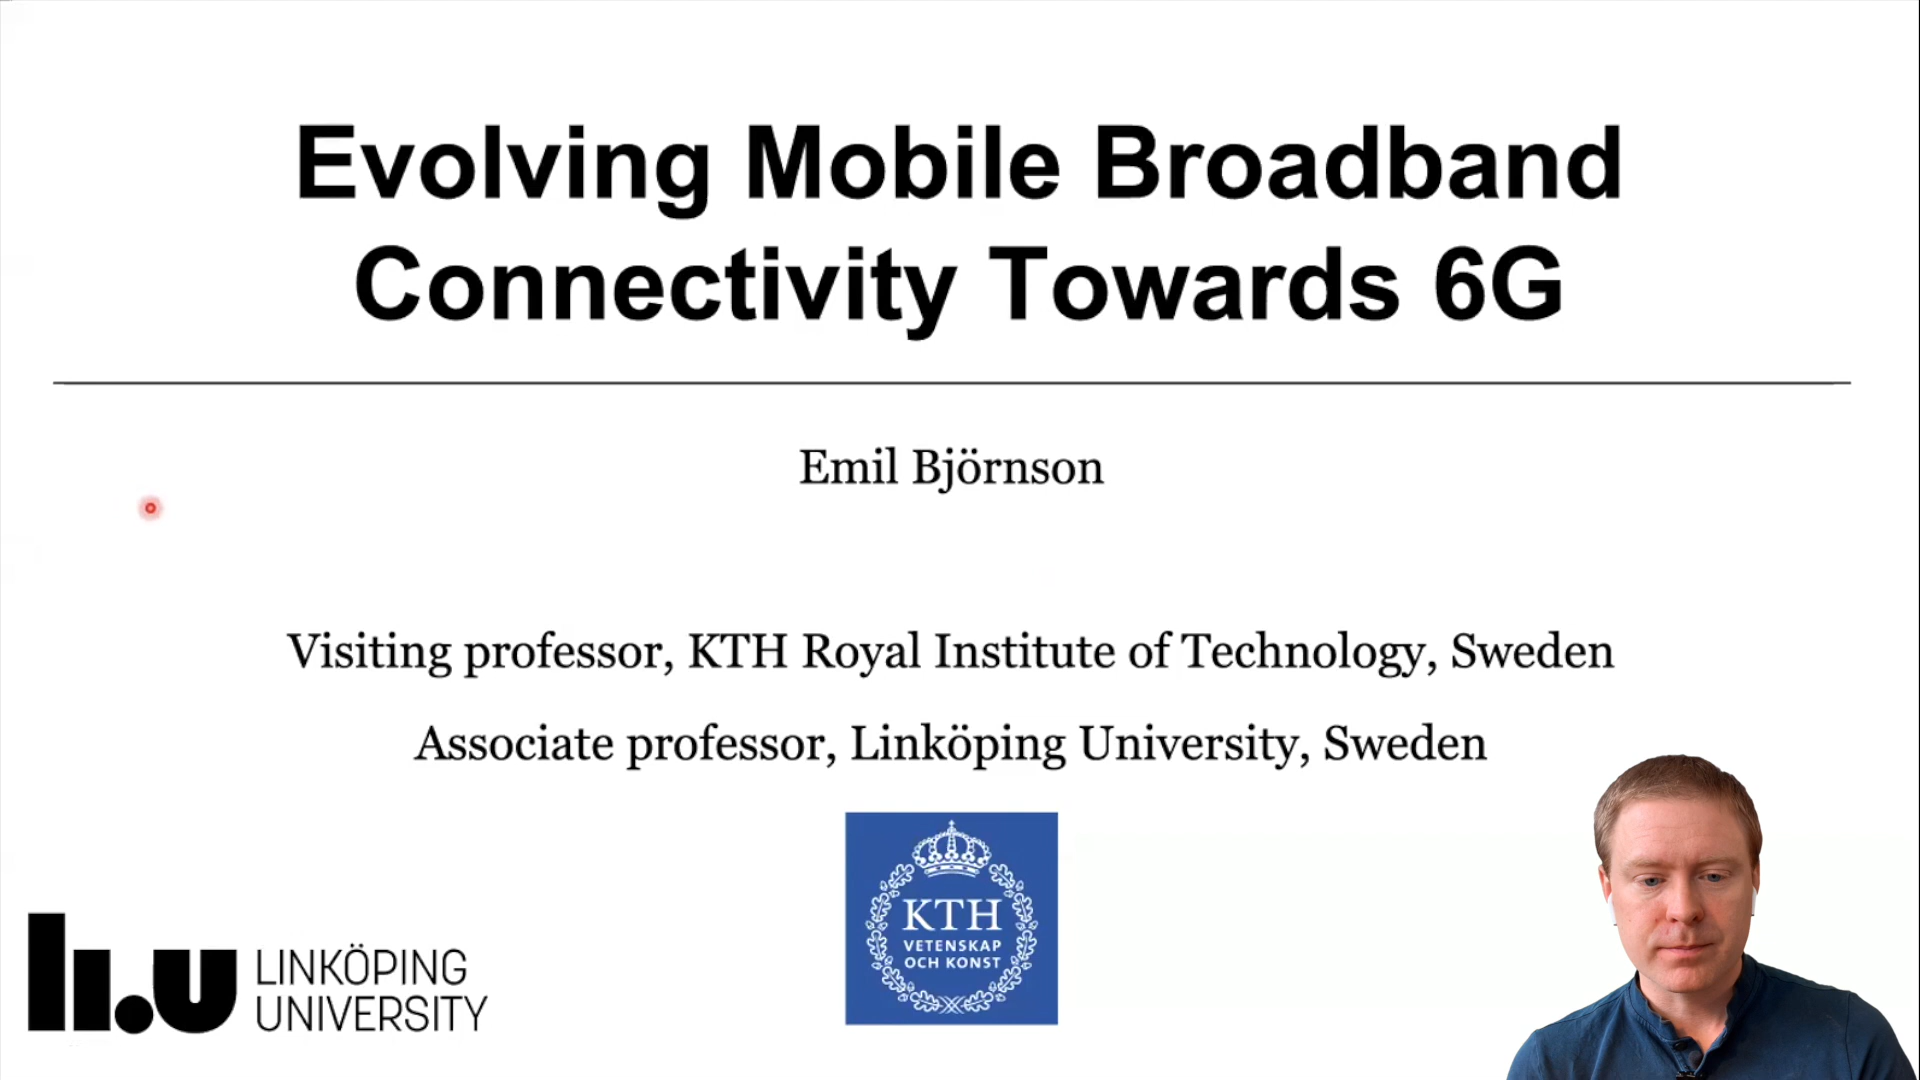 Evolving Mobile Broadband
Connectivity Towards 6G
Emil Björnson
Visiting professor, KTH Royal Institute of Technology, Sweden
Associate professor, Linköping University, Sweden
KTH
VETENSKAP
OCH KONST
li.u LINKÖPING
UNIVERSITY